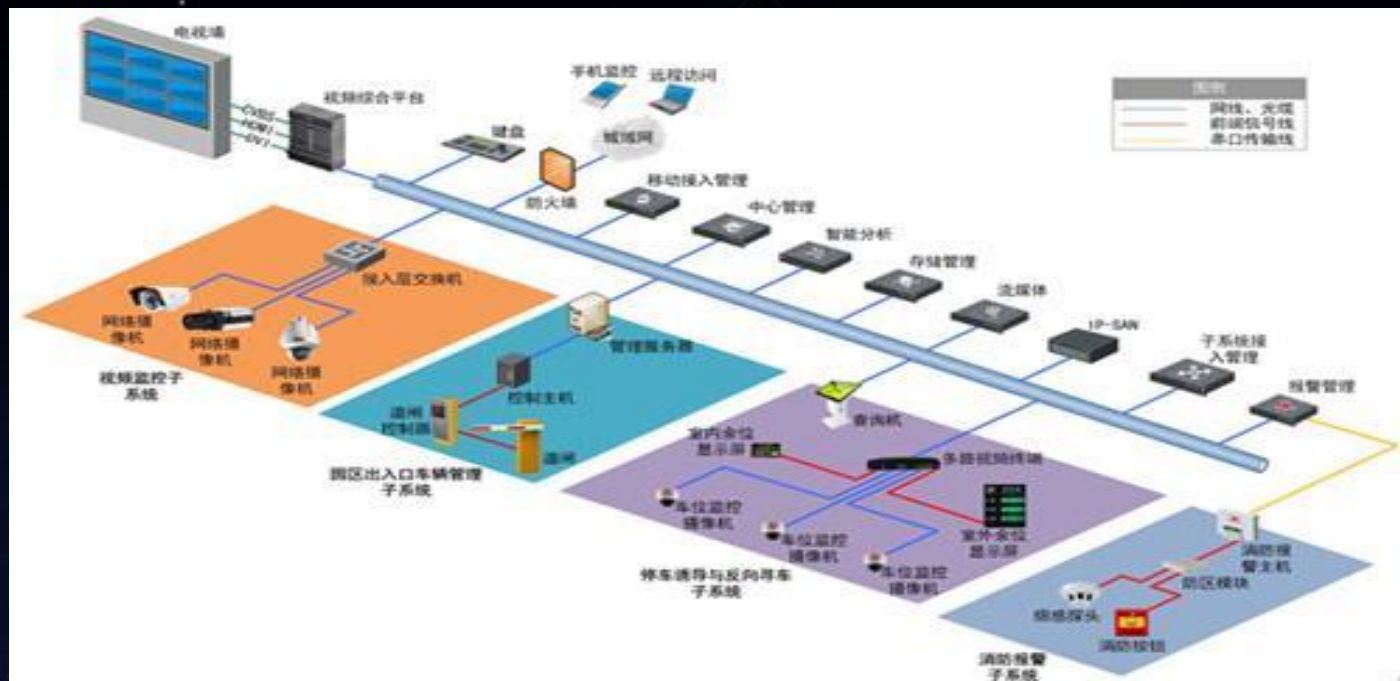 电视墙
视频综合平台
CVBS
HDMI
DVI
键盘
防火墙
手机监控
远程访问
城域网
移动接入管理
中心管理
智能分析
存储管理
流媒体
IP-SAN
子系统接
入管理
报警管理
图例
网线、光缆
前端信号线
串口传输线
接入层交换机
网络摄
像机
网络摄
像机
网络摄
像机
视频监控子
系统
管理服务器
控制主机
道闸
控制器
道闸
园区出入口车辆管理
子系统
查询机
室内余位
显示屏
多路视频终端
车位监控
摄像机
车位监控
摄像机
车位监控
摄像机
室外余位
显示屏
停车诱导与反向寻车
子系统
消防报
警主机
防区模块
烟感探头
消防按钮
消防报警
子系统